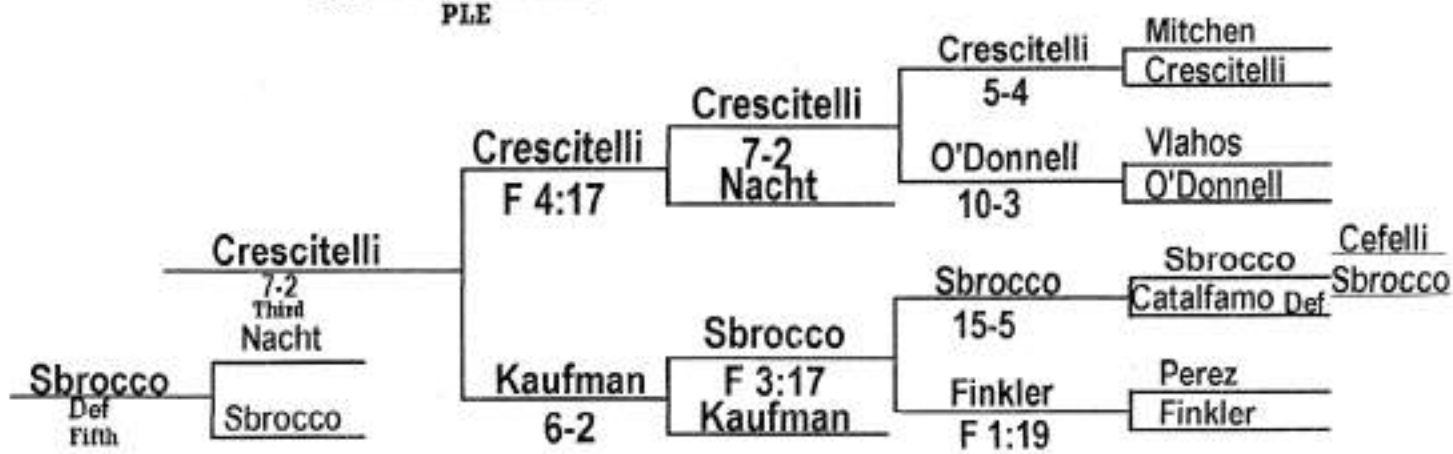 PLE
Mitchen
Crescitelli
Crescitelli
5-4
Crescitelli
7-2
Nacht
Vlahos
O'Donnell
O'Donnell
10-3
Crescitelli
F 4:17
Crescitelli
7-2
Third
Cefelli
Sbrocco
Sbrocco
Catalfamo Def
Sbrocco
15-5
Sbrocco
F 3:17
Kaufman
Perez
Finkler
Finkler
F 1:19
Kaufman
6-2
Nacht
Sbrocco
Sbrocco
Def
Fifth